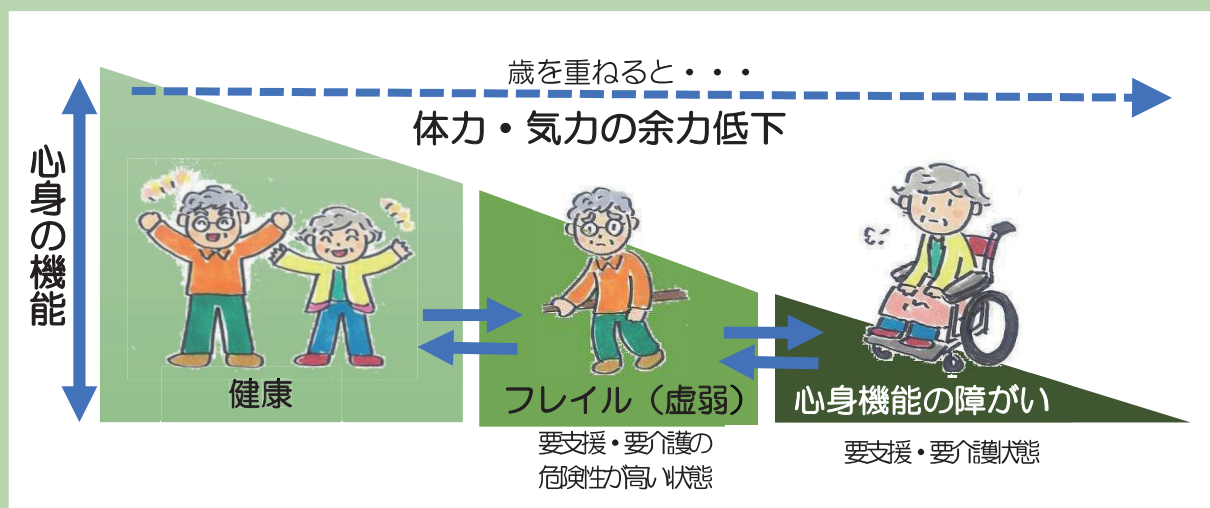 歳を重ねると・・・
体力・気力の余力低下
心身の機能
健康
フレイル（虚弱）
要支援・要介護の
危険性が高い状態
心身機能の障がい
要支援・要介護状態